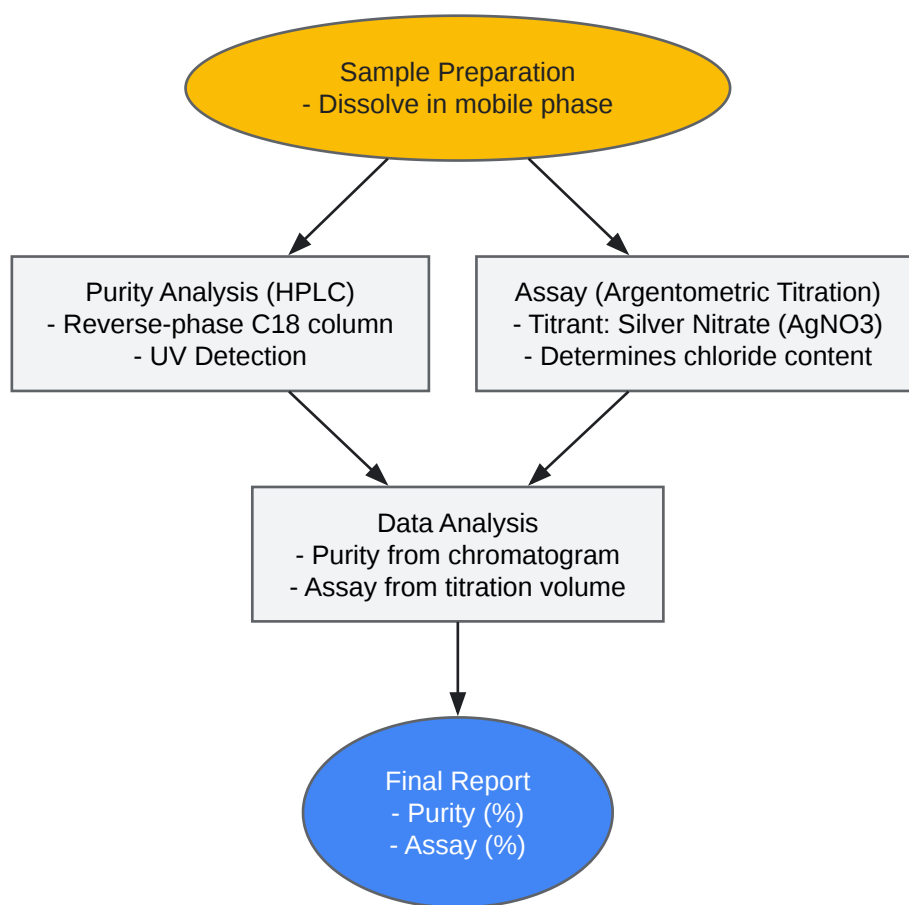 Sample Preparation
- Dissolve in mobile phase
Purity Analysis (HPLC)
- Reverse-phase C18 column
- UV Detection
Assay (Argentometric Titration)
- Titrant: Silver Nitrate (AgNO3)
- Determines chloride content
Data Analysis
- Purity from chromatogram
- Assay from titration volume
Final Report
- Purity (%)
- Assay (%)